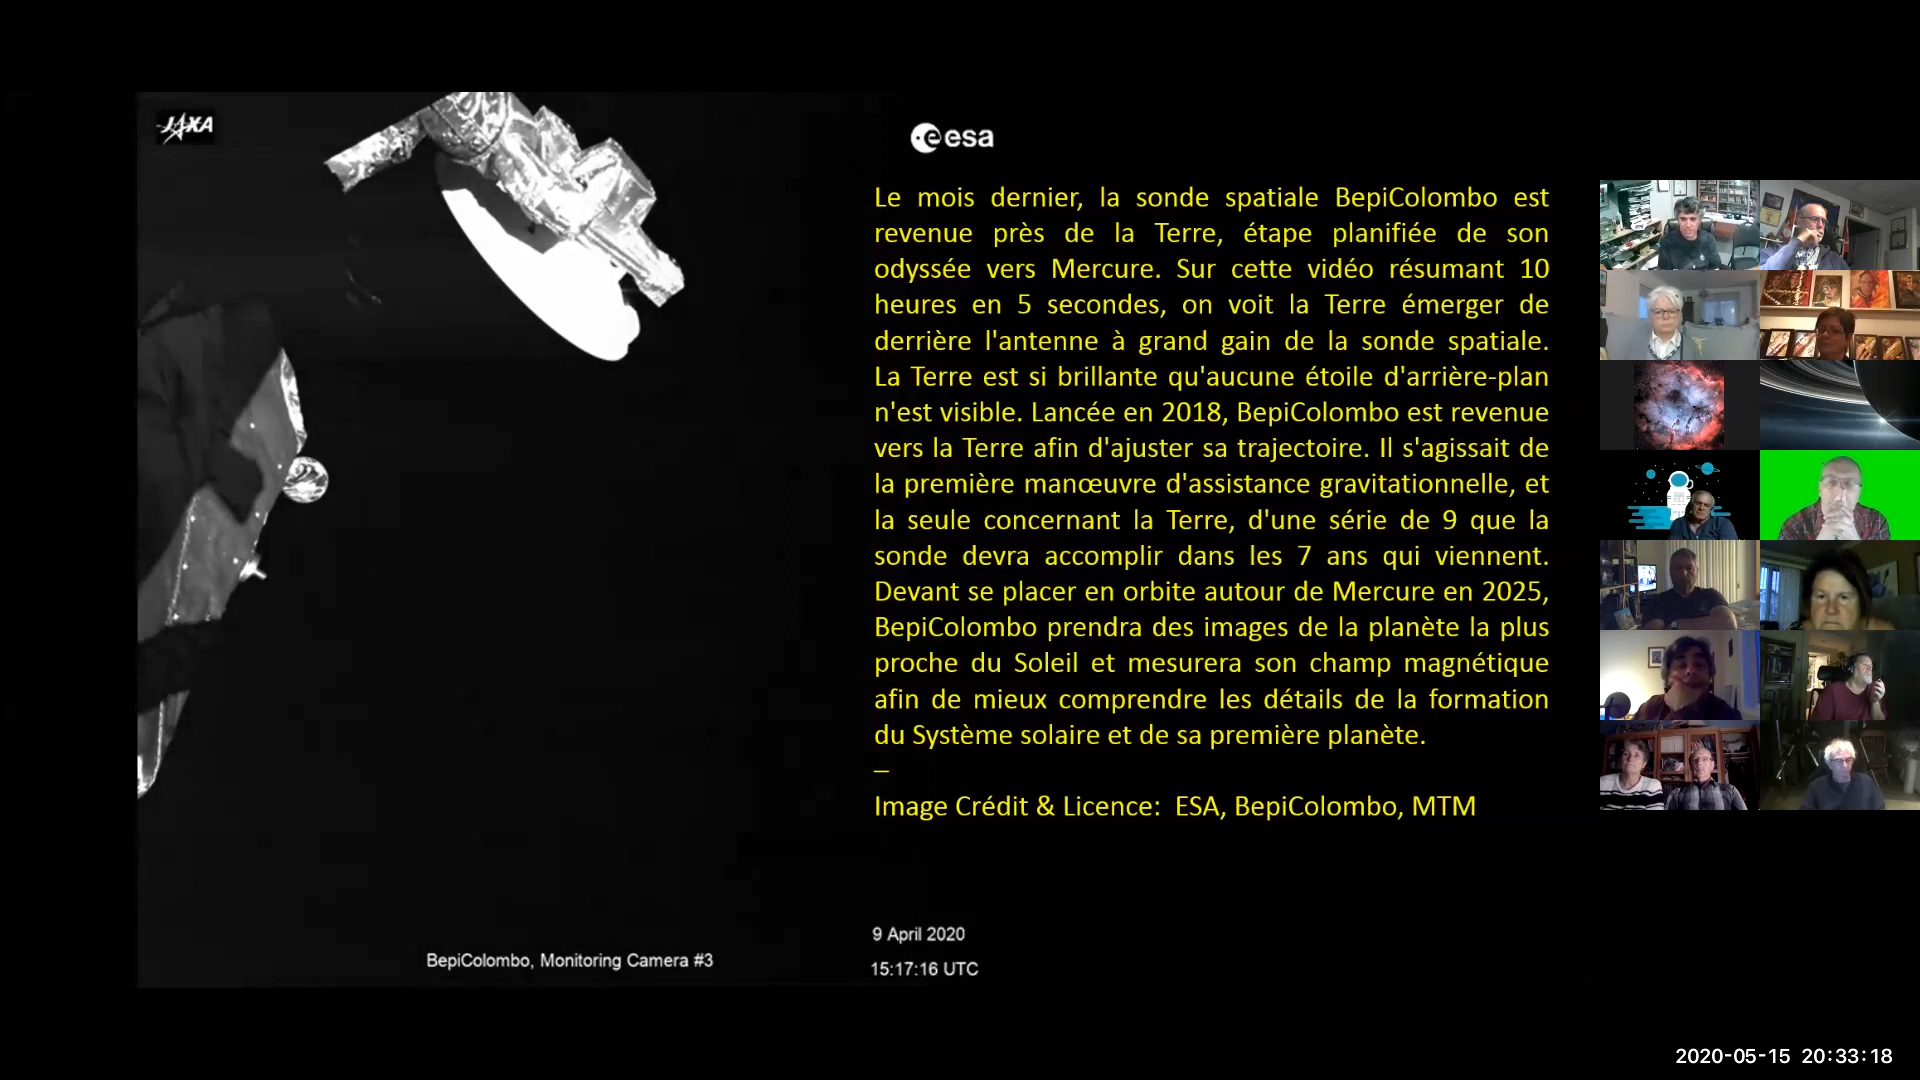 JAXA
esa
Le mois dernier, la sonde spatiale BepiColombo est
revenue près de la Terre, étape planifiée de son
odyssée vers Mercure. Sur cette vidéo résumant 10
heures en 5 secondes, on voit la Terre émerger de
derrière l'antenne à grand gain de la sonde spatiale.
La Terre est si brillante qu'aucune étoile d'arrière-plan
n'est visible. Lancée en 2018, BepiColombo est revenue
vers la Terre afin d'ajuster sa trajectoire. Il s'agissait de
la première manœuvre d'assistance gravitationnelle, et
la seule concernant la Terre, d'une série de 9 que la
sonde devra accomplir dans les 7 ans qui viennent.
Devant se placer en orbite autour de Mercure en 2025,
BepiColombo prendra des images de la planète la plus
proche du Soleil et mesurera son champ magnétique
afin de mieux comprendre les détails de la formation
du Système solaire et de sa première planète.
–
Image Crédit & Licence: ESA, BepiColombo, MTM
9 April 2020
BepiColombo, Monitoring Camera #3
15:17:16 UTC
2020-05-15 20:33:18